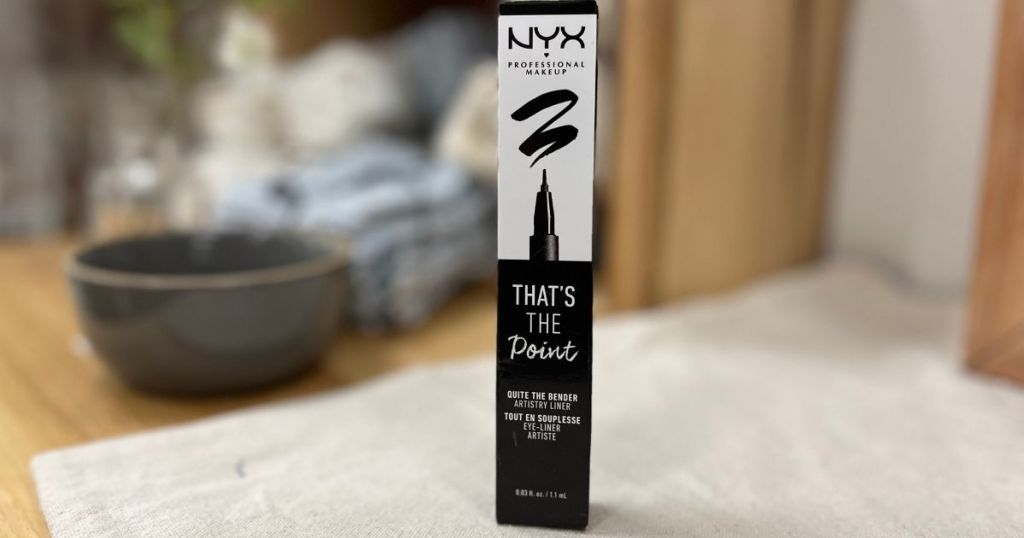 NYX
PROFESSIONAL
MAKEUP
THAT'S
THE
Point
QUITE THE BENDER
ARTISTRY LINER
TOUT EN SOUPLESSE
EYE-LINER
ARTISTE
0.03 fl. oz. / 1.1 mL